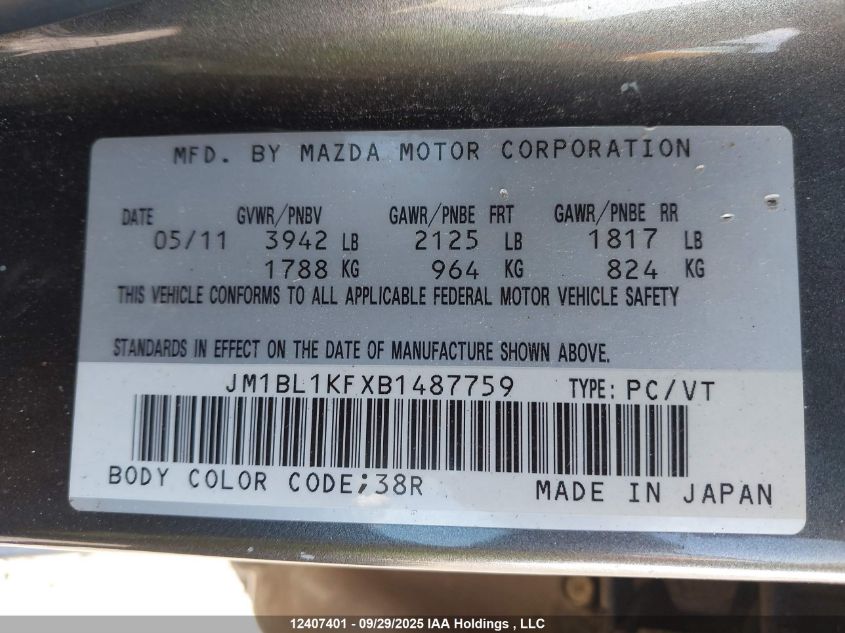 MFD. BY MAZDA MOTOR CORPORATION
DATE GVWR/PNBV GAWR/PNBE FRT GAWR/PNBE RR
05/11 3942 LB 2125 LB 1817 LB
1788 KG 964 KG 824 KG
THIS VEHICLE CONFORMS TO ALL APPLICABLE FEDERAL MOTOR VEHICLE SAFETY
STANDARDS IN EFFECT ON THE DATE OF MANUFACTURE SHOWN ABOVE.
JM1BL1KFXB1487759 TYPE: PC/VT
BODY COLOR CODE;38R MADE IN JAPAN
12407401 - 09/29/2025 IAA Holdings , LLC